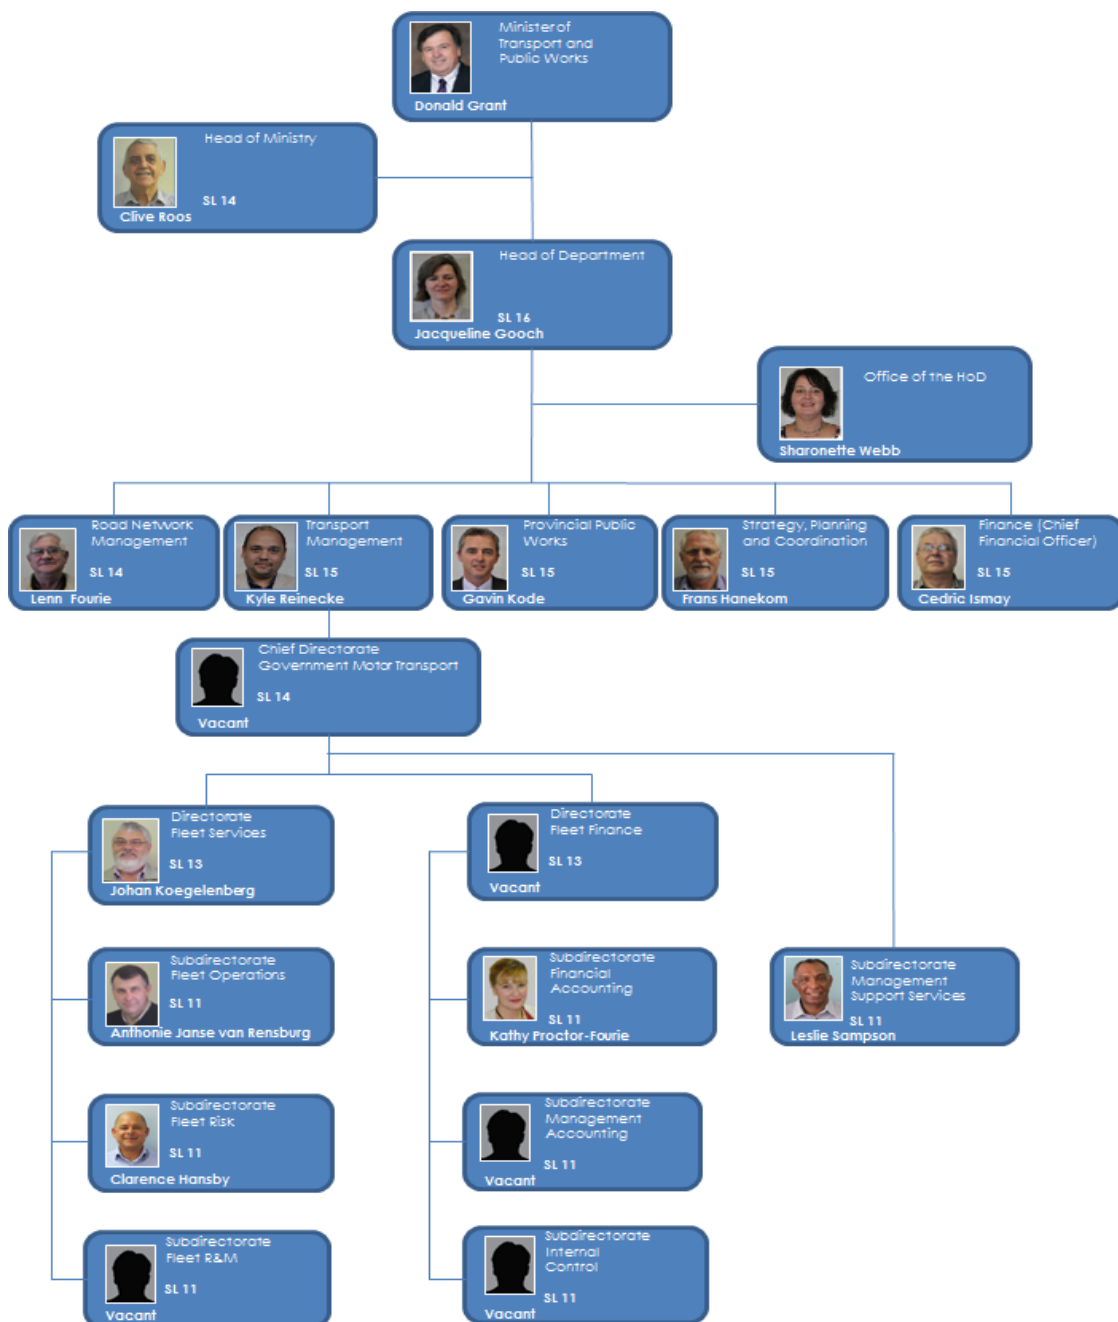 Minister of
Transport and
Public Works
Donald Grant
Head of Ministry
SL 14
Clive Roos
Head of Department
SL 16
Jacqueline Gooch
Office of the HoD
Sharonette Webb
Road Network
Management
SL 14
Lenn Fourie
Transport
Management
SL 15
Kyle Reinecke
Provincial Public
Works
SL 15
Gavin Kode
Strategy, Planning
and Coordination
SL 15
Frans Hanekom
Finance (Chief
Financial Officer)
SL 15
Cedric Ismay
Chief Directorate
Government Motor Transport
SL 14
Vacant
Directorate
Fleet Services
SL 13
Johan Koegelenberg
Directorate
Fleet Finance
SL 13
Vacant
Subdirectorate
Fleet Operations
SL 11
Anthonie Janse van Rensburg
Subdirectorate
Financial
Accounting
SL 11
Kathy Proctor-Fourie
Subdirectorate
Management
Support Services
SL 11
Leslie Sampson
Subdirectorate
Fleet Risk
SL 11
Clarence Hansby
Subdirectorate
Management
Accounting
SL 11
Vacant
Subdirectorate
Fleet R&M
SL 11
Vacant
Subdirectorate
Internal
Control
SL 11
Vacant